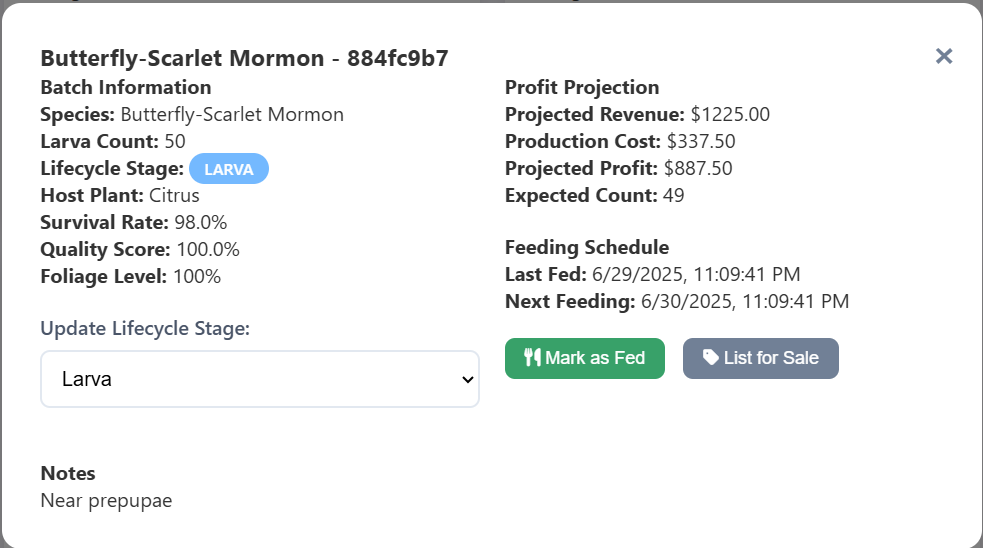 Butterfly-Scarlet Mormon - 884fc9b7
Batch Information
Species: Butterfly-Scarlet Mormon
Larva Count: 50
Lifecycle Stage: LARVA
Host Plant: Citrus
Survival Rate: 98.0%
Quality Score: 100.0%
Foliage Level: 100%
Update Lifecycle Stage:
Larva
Profit Projection
Projected Revenue: $1225.00
Production Cost: $337.50
Projected Profit: $887.50
Expected Count: 49
Feeding Schedule
Last Fed: 6/29/2025, 11:09:41 PM
Next Feeding: 6/30/2025, 11:09:41 PM
Mark as Fed
List for Sale
Notes
Near prepupae